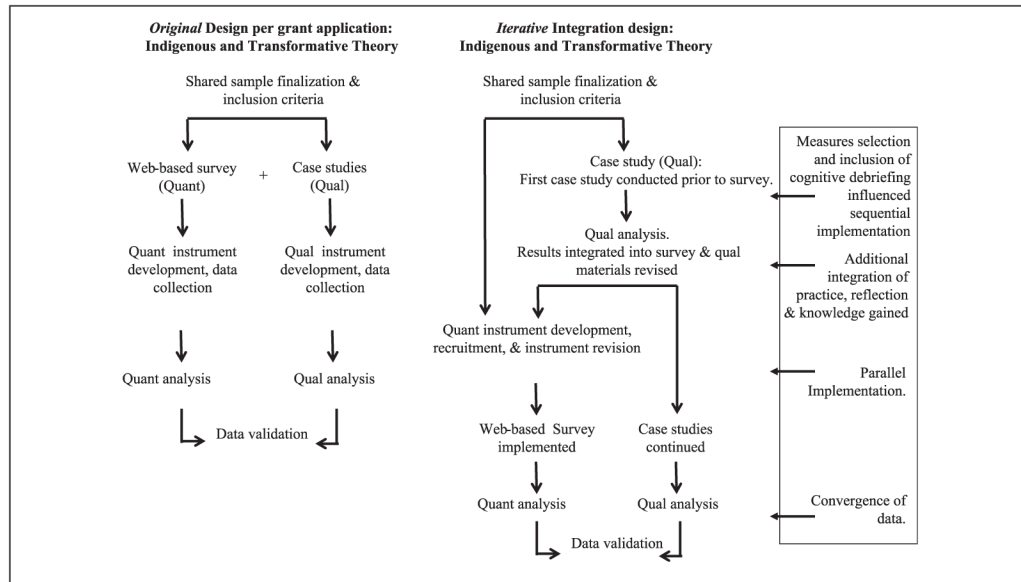 Original Design per grant application:
Indigenous and Transformative Theory
Shared sample finalization &
inclusion criteria
Web-based survey
(Quant)
+
Case studies
(Qual)
Quant instrument
development, data
collection
Qual instrument
development, data
collection
Quant analysis
Qual analysis
Data validation
Iterative Integration design:
Indigenous and Transformative Theory
Shared sample finalization &
inclusion criteria
Case study (Qual):
First case study conducted prior to survey.
Qual analysis.
Results integrated into survey & qual
materials revised
Quant instrument development,
recruitment, & instrument revision
Web-based Survey
implemented
Case studies
continued
Quant analysis
Qual analysis
Data validation
Measures selection
and inclusion of
cognitive debriefing
influenced
sequential
implementation
Additional
integration of
practice, reflection
& knowledge gained
Parallel
Implementation.
Convergence of
data.